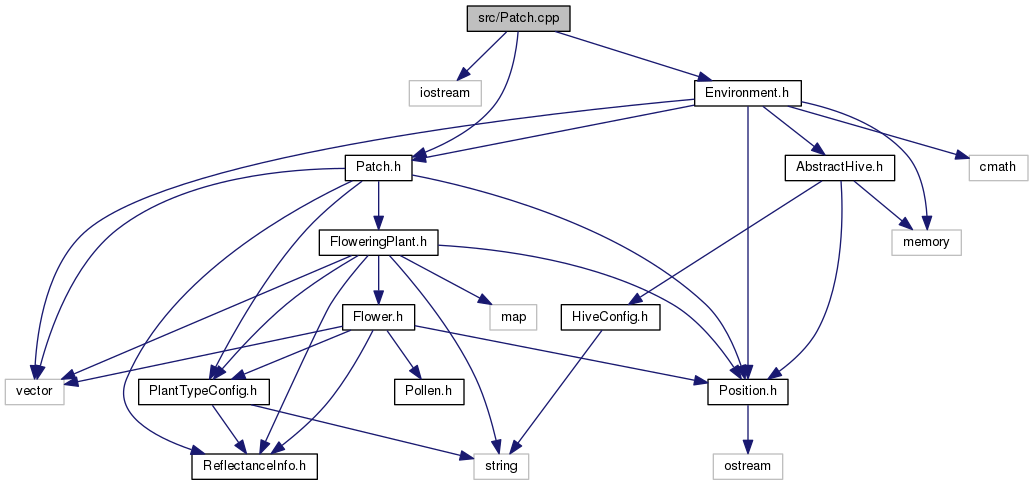 src/Patch.cpp
iostream
Environment.h
Patch.h
AbstractHive.h
cmath
FloweringPlant.h
memory
Flower.h
map
HiveConfig.h
vector
PlantTypeConfig.h
Pollen.h
Position.h
ReflectanceInfo.h
string
ostream